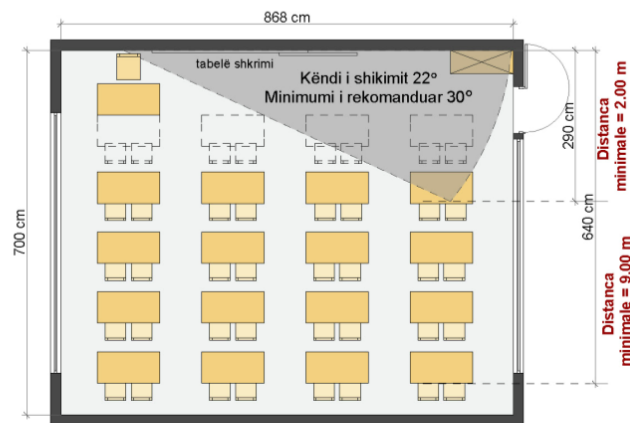 868 cm
tabelë shkrimi
Këndi i shikimit 22°
Minimumi i rekomanduar 30°
290 cm
Distanca
minimale = 2.00 m
700 cm
640 cm
Distanca
minimale = 9.00 m